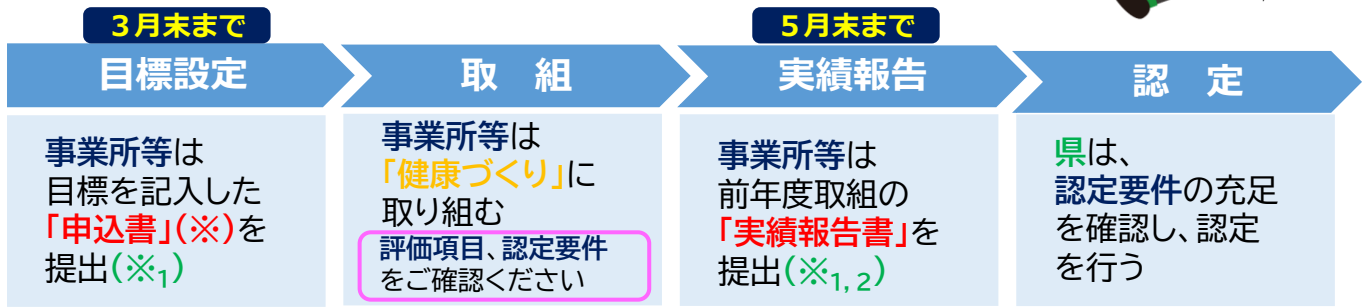 3月末まで
目標設定
事業所等は
目標を記入した
「申込書」(※)を
提出(※1)
取 組
事業所等は
「健康づくり」に
取り組む
評価項目、認定要件
をご確認ください
5月末まで
実績報告
事業所等は
前年度取組の
「実績報告書」を
提出(※1, 2)
認 定
県は、
認定要件の充足
を確認し、認定
を行う